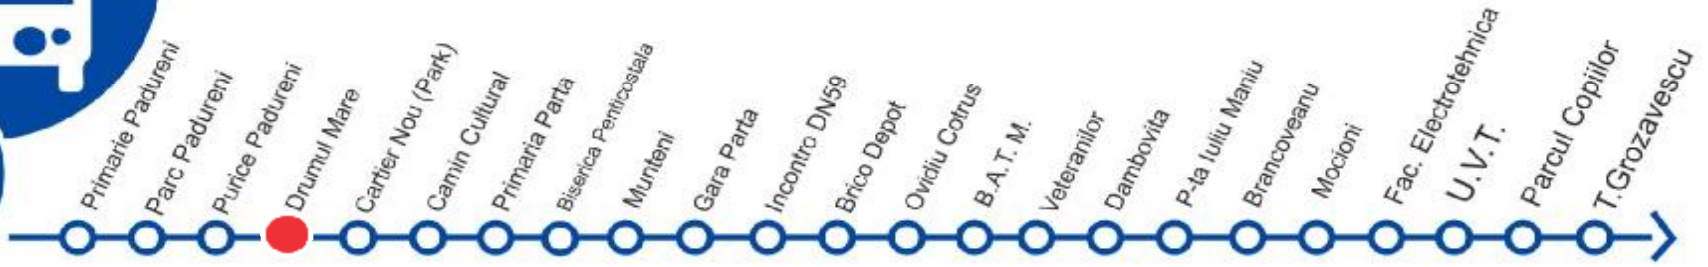 Primarie Padureni
Parc Padureni
Purice Padureni
Drumul Mare
Cartier Nou (Park)
Camin Cultural
Primaria Parta
Biserica Penticostala
Munteni
Gara Parta
Incontro DN59
Brico Depot
Ovidiu Cotrus
B.A.T. M.
Veteranilor
Dambovita
P-ta Iuliu Maniu
Brancoveanu
Mocioni
Fac. Electrotehnica
U.V.T.
Parcul Copiilor
T.Grozavescu